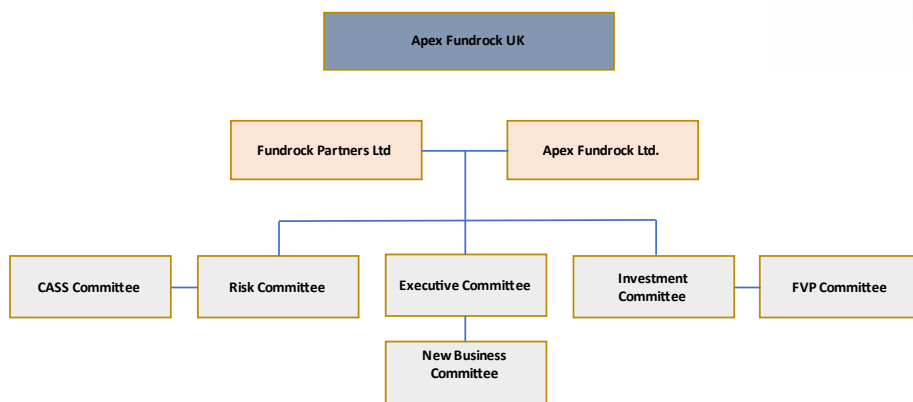 Apex Fundrock UK
Fundrock Partners Ltd
Apex Fundrock Ltd.
CASS Committee
Risk Committee
Executive Committee
Investment
Committee
FVP Committee
New Business
Committee